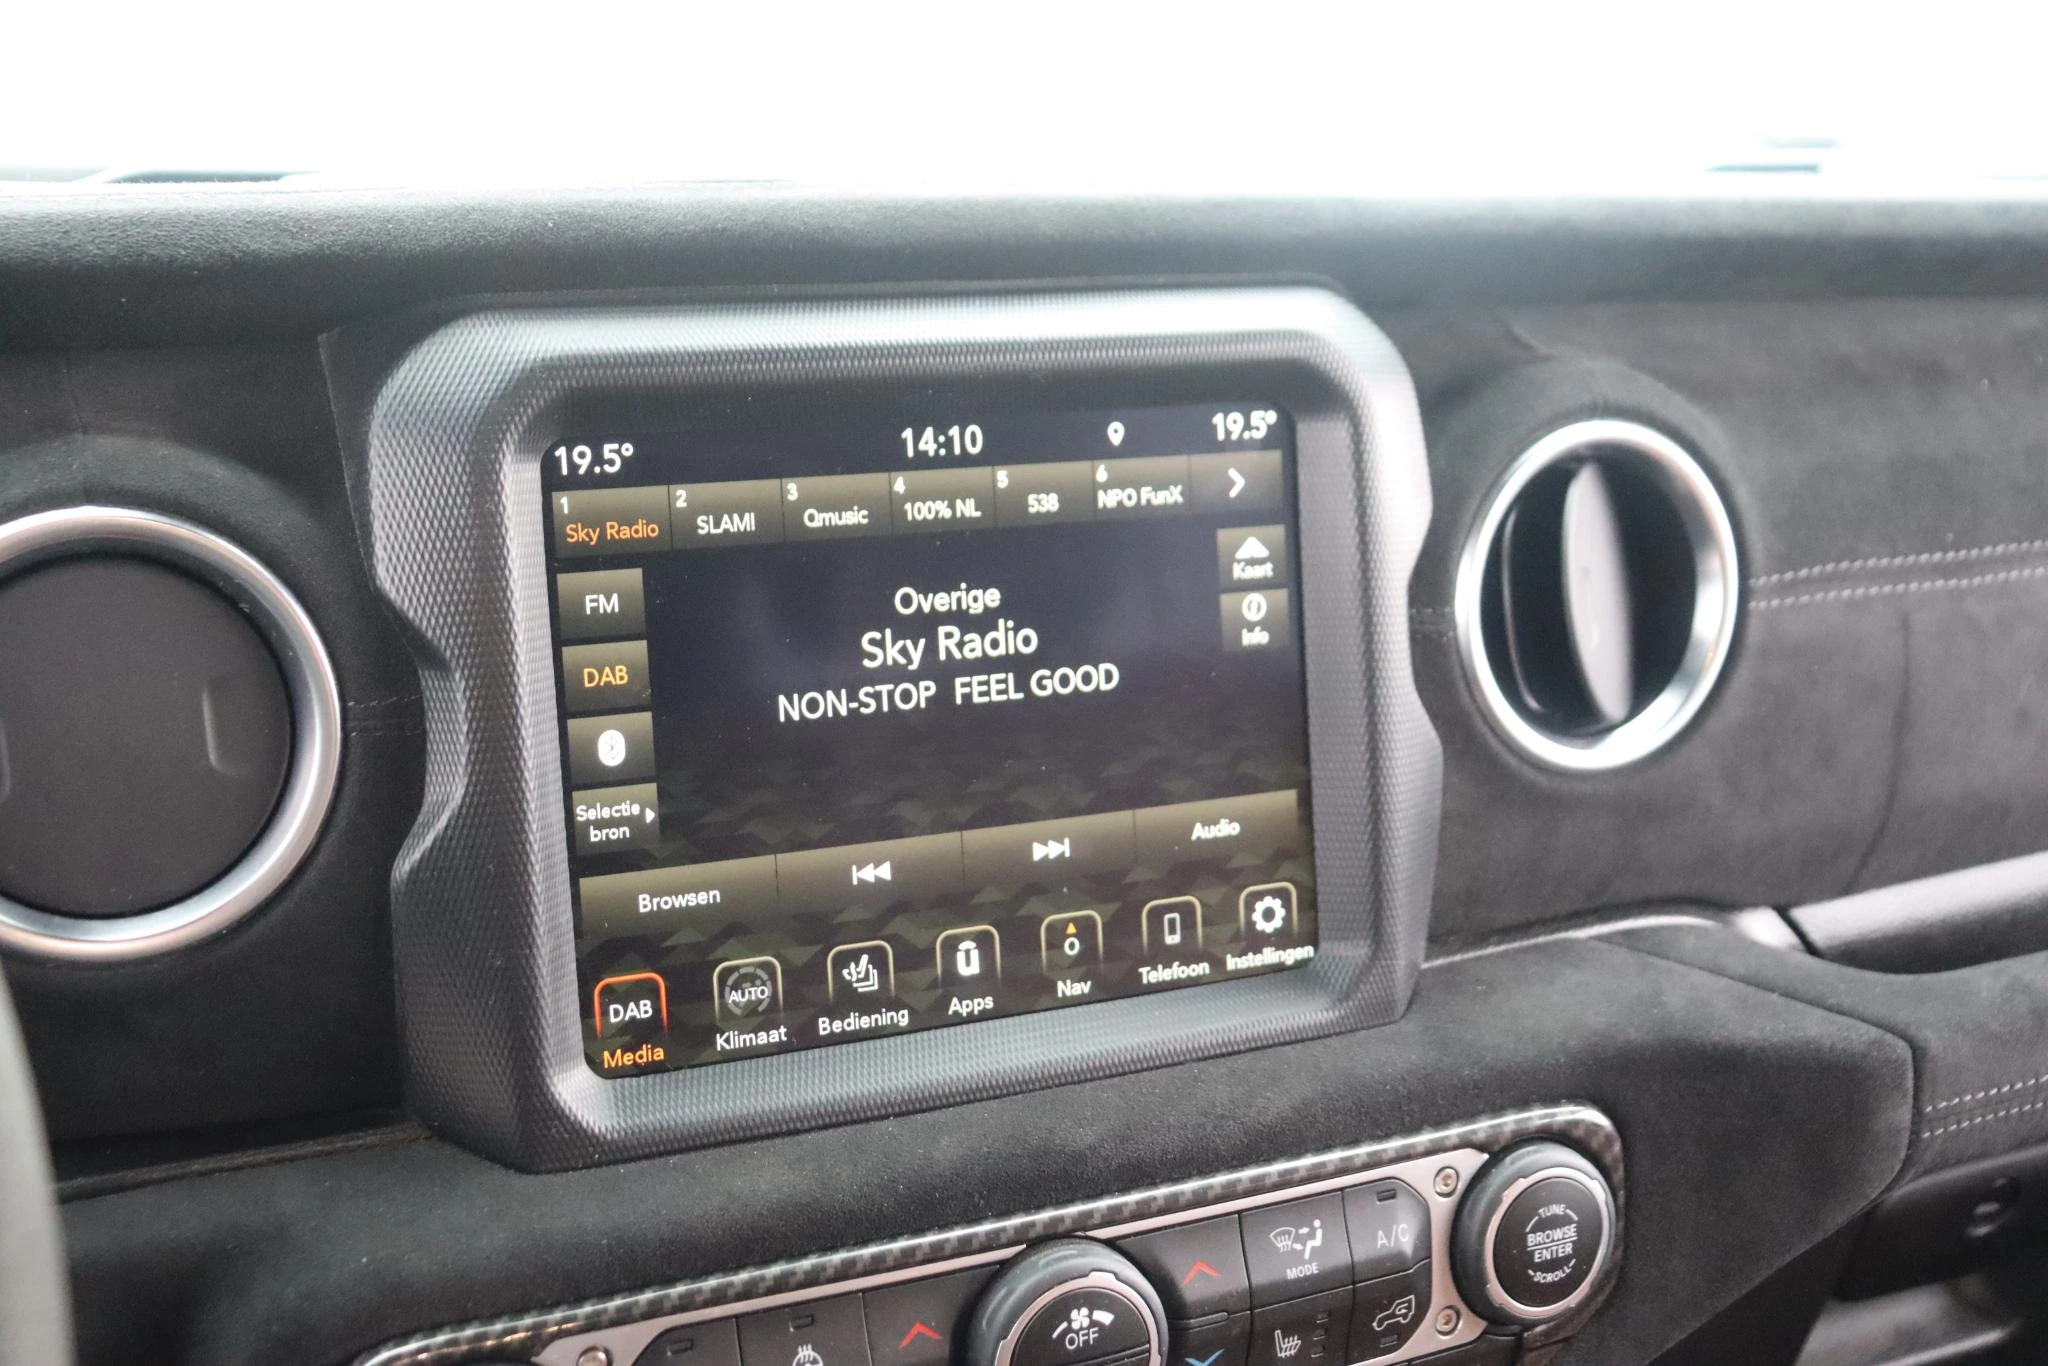 19.5° 14:10 19.5°
1 2 3 4 5 6
Sky Radio SLAM! Qmusic 100% NL 538 NPO FunX
Kaart
FM
Overige
Info
Sky Radio
DAB
NON-STOP FEEL GOOD
Selectie
bron
Browsen
Audio
DAB
AUTO
Media
Klimaat
Bediening
Apps
Nav
Telefoon
Instellingen
MODE
A/C
TUNE
BROWSE
ENTER
SCROLL
OFF